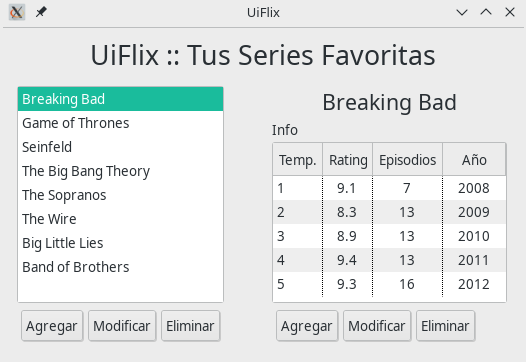 UiFlix
UiFlix :: Tus Series Favoritas
Breaking Bad
Game of Thrones
Seinfeld
The Big Bang Theory
The Sopranos
The Wire
Big Little Lies
Band of Brothers
Agregar Modificar Eliminar
Breaking Bad
Info
Temp. Rating Episodios Año
1 9.1 7 2008
2 8.3 13 2009
3 8.9 13 2010
4 9.4 13 2011
5 9.3 16 2012
Agregar Modificar Eliminar